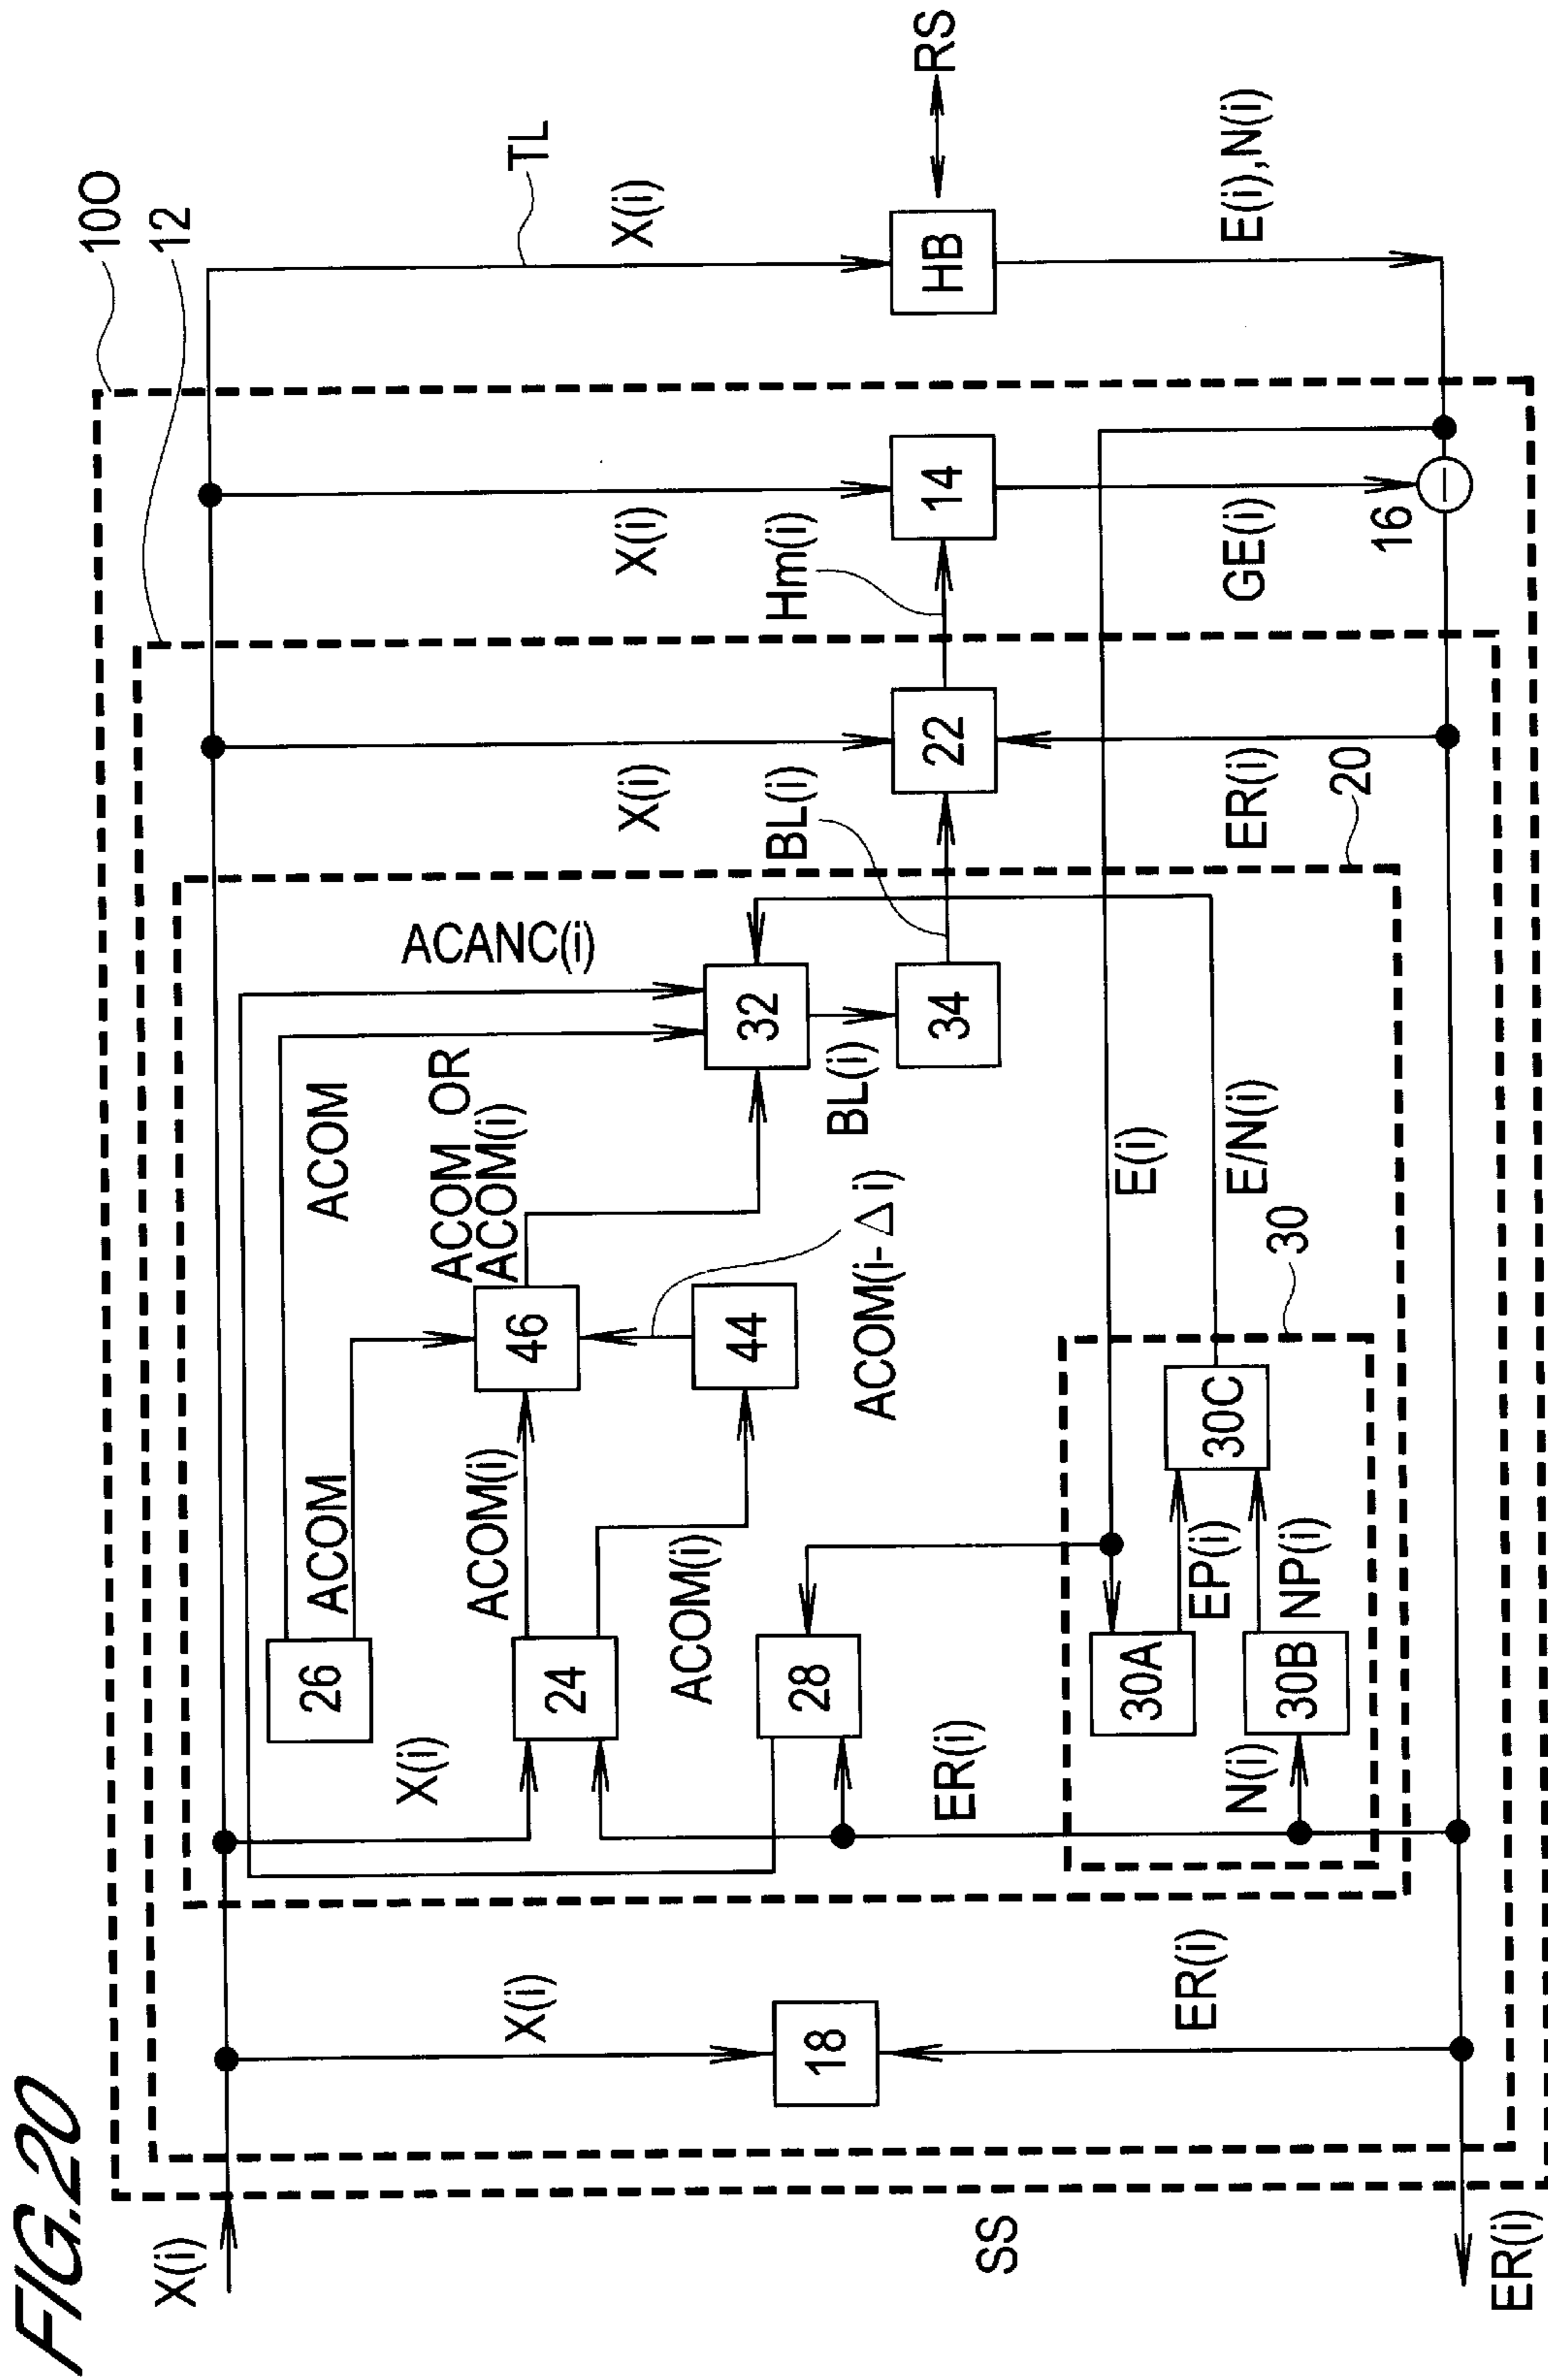 FIG.20
100
12
X(i)
TL
X(i)
X(i)
X(i)
X(i)
X(i)
ACOM
ACOM
ACANC(i)
26
ACOM(i)
ACOM OR
ACOM(i)
24
46
32
Hm(i)
14
HB
RS
ACOM(i)
44
BL(i)
BL(i)
34
22
18
28
ACOM(i-Δi)
SS
ER(i)
E(i)
30A
EP(i)
30C
E/N(i)
30
20
N(i)
30B
NP(i)
ER(i)
ER(i)
GE(i)
16
E(i),N(i)
ER(i)